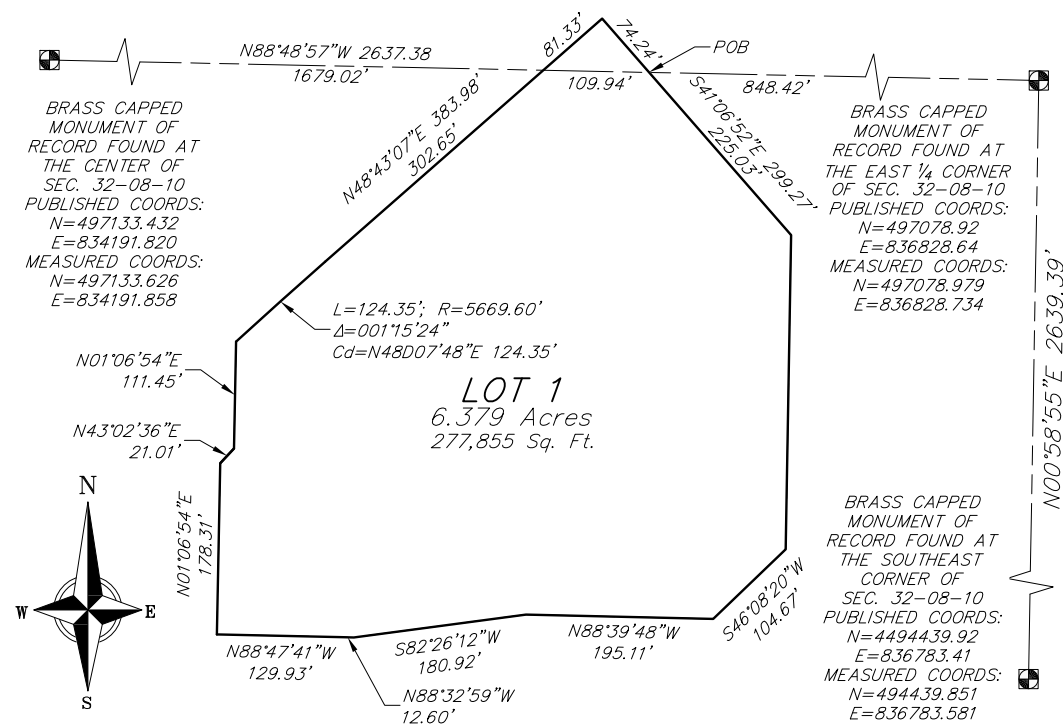 N88°48'57"W 2637.38
1679.02'
81.33'
74.24'
POB
109.94'
848.42'
BRASS CAPPED
MONUMENT OF
RECORD FOUND AT
THE CENTER OF
SEC. 32-08-10
PUBLISHED COORDS:
N=497133.432
E=834191.820
MEASURED COORDS:
N=497133.626
E=834191.858
N48°43'07"E 383.98'
302.65'
S41°06'52"E 299.27'
225.03'
BRASS CAPPED
MONUMENT OF
RECORD FOUND AT
THE EAST ¼ CORNER
OF SEC. 32-08-10
PUBLISHED COORDS:
N=497078.92
E=836828.64
MEASURED COORDS:
N=497078.979
E=836828.734
N00°58'55"E 2639.39'
L=124.35'; R=5669.60'
Δ=001°15'24"
Cd=N48D07'48"E 124.35'
N01°06'54"E
111.45'
LOT 1
6.379 Acres
277,855 Sq. Ft.
N43°02'36"E
21.01'
N01°06'54"E
178.31'
N
W
E
S
BRASS CAPPED
MONUMENT OF
RECORD FOUND AT
THE SOUTHEAST
CORNER OF
SEC. 32-08-10
PUBLISHED COORDS:
N=4494439.92
E=836783.41
MEASURED COORDS:
N=494439.851
E=836783.581
S46°08'20"W
104.67'
N88°39'48"W
195.11'
S82°26'12"W
180.92'
N88°47'41"W
129.93'
N88°32'59"W
12.60'